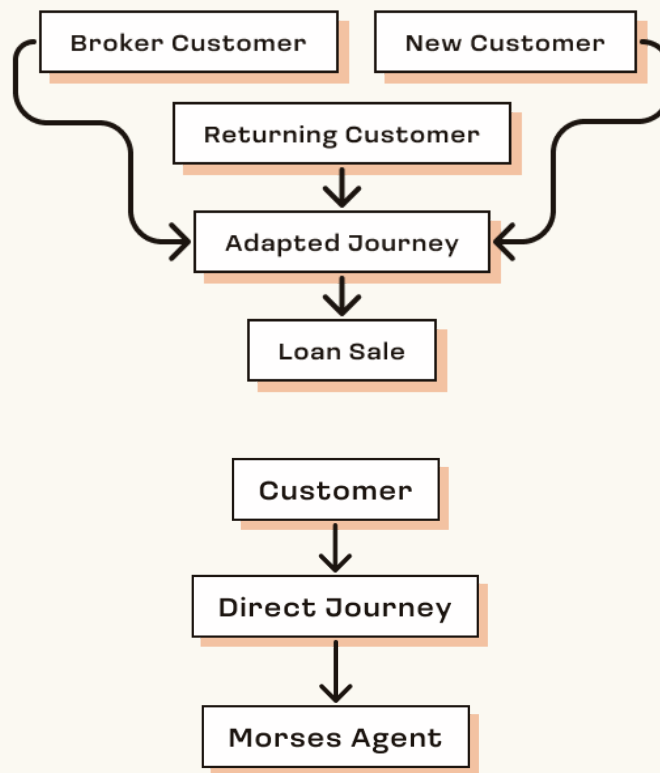 Broker Customer
New Customer
Returning Customer
Adapted Journey
Loan Sale
Customer
Direct Journey
Morses Agent